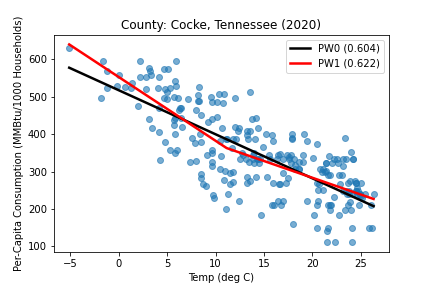 County: Cocke, Tennessee (2020)
PW0 (0.604)
PW1 (0.622)
Per-Capita Consumption (MMBtu/1000 Households)
600
500
400
300
200
100
−5 0 5 10 15 20 25
Temp (deg C)